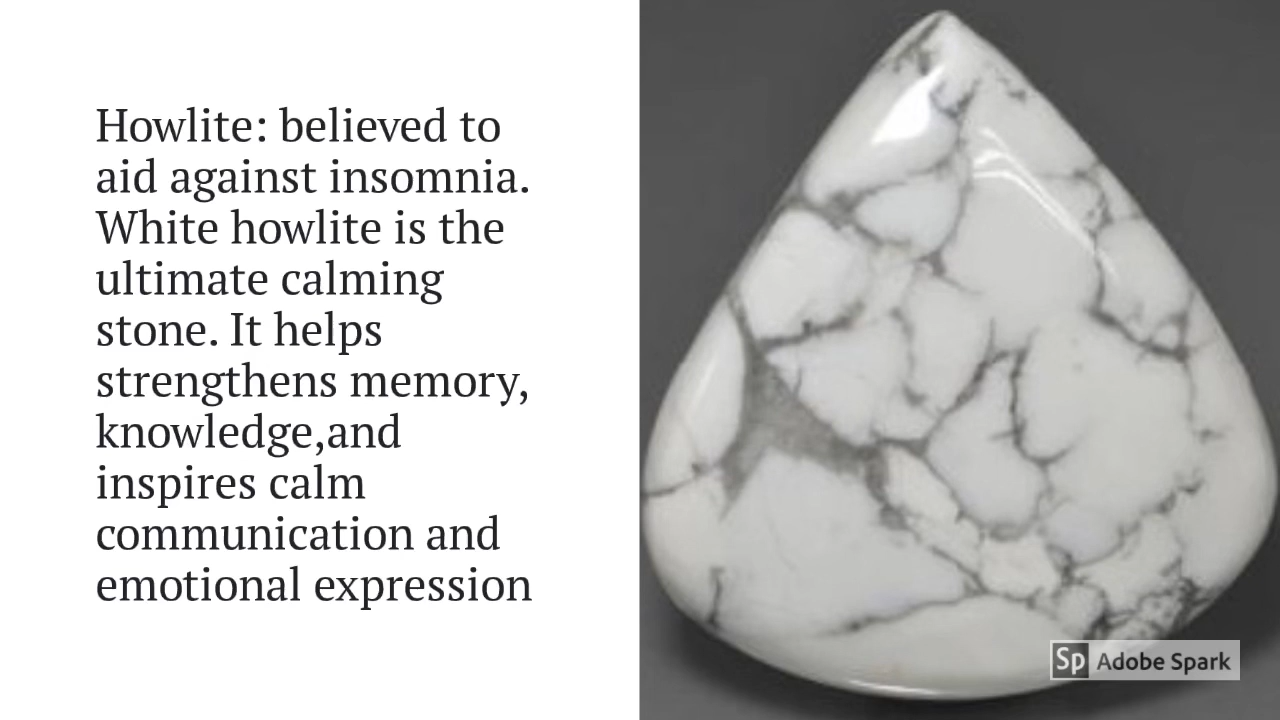 Howlite: believed to
aid against insomnia.
White howlite is the
ultimate calming
stone. It helps
strengthens memory,
knowledge,and
inspires calm
communication and
emotional expression
Sp Adobe Spark